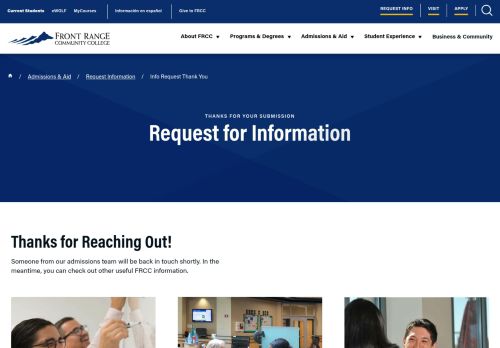 Current Students eWOLF MyCourses Información en español Give to FRCC REQUEST INFO VISIT APPLY
FRONT RANGE
COMMUNITY COLLEGE
About FRCC Programs & Degrees Admissions & Aid Student Experience Business & Community
/ Admissions & Aid / Request Information / Info Request Thank You
THANKS FOR YOUR SUBMISSION
Request for Information
Thanks for Reaching Out!
Someone from our admissions team will be back in touch shortly. In the
meantime, you can check out other useful FRCC information.